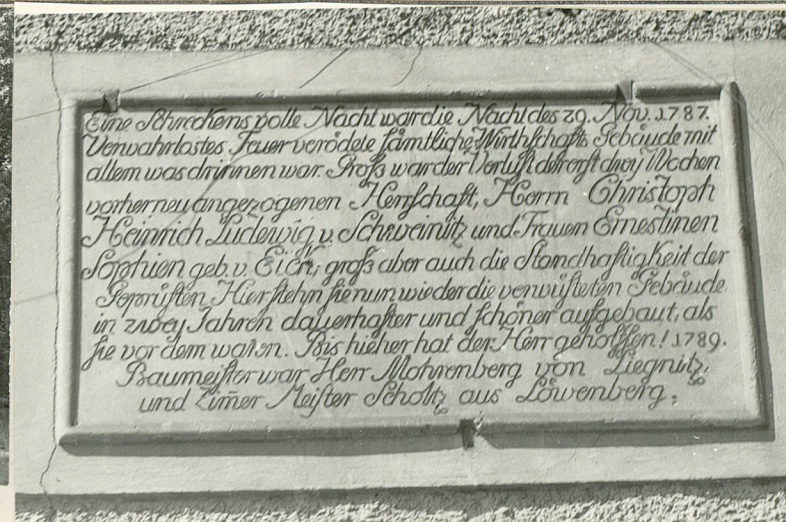 Eine Schreckens volle Nacht war die Nacht des 29. Nov. 1787.
Verwahrlostes Feuer verödete sämtliche Wirthschafts Gebäude mit
allem was drinnen war. Groß war der Verlust der erst drey Wochen
vorher neu angezogenen Herrschaft, Herrn Christoph
Heinrich Ludewig v. Schweinitz und Frauen Ernestinen
Sophien geb. v. Eicke; groß aber auch die Standhaftigkeit der
Geprüften. Hier stehn sie nun wieder die verwüsteten Gebäude
in zwey Jahren dauerhafter und schöner aufgebaut, als
sie vor dem waren. Bis hieher hat der Herr geholffen! 1789.
Baumeister war Herr Mohrenberg von Liegnitz,
und Zim̄er Meister Scholtz aus Löwenberg.